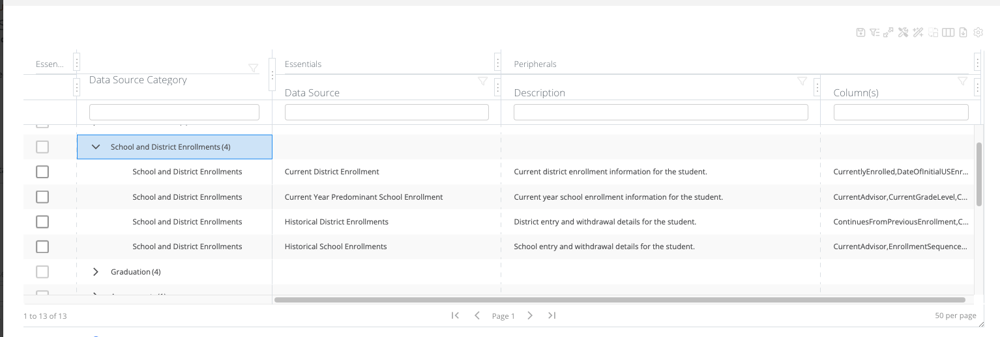 Essen... Essentials Peripherals
Data Source Category Data Source Description Column(s)
School and District Enrollments (4)
School and District Enrollments Current District Enrollment Current district enrollment information for the student. CurrentlyEnrolled,DateOfInitialUSEnr...
School and District Enrollments Current Year Predominant School Enrollment Current year school enrollment information for the student. CurrentAdvisor,CurrentGradeLevel,C...
School and District Enrollments Historical District Enrollments District entry and withdrawal details for the student. ContinuesFromPreviousEnrollment,C...
School and District Enrollments Historical School Enrollments School entry and withdrawal details for the student. CurrentAdvisor,EnrollmentSequence...
Graduation (4)
1 to 13 of 13 Page 1 50 per page